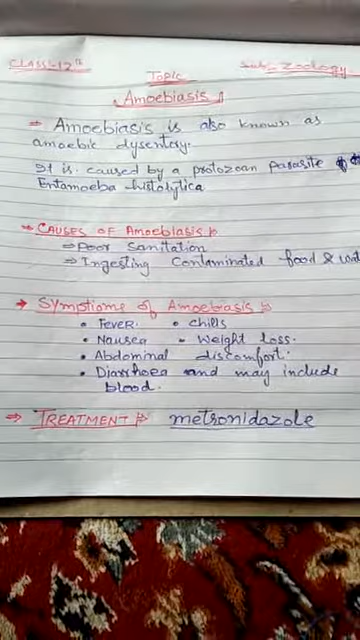 CLASS-12th
Sub:- Zoology
Topic
Amoebiasis
⇒ Amoebiasis is also known as
amoebic dysentery.
It is caused by a protozoan parasite
Entamoeba histolytica
→ CAUSES OF Amoebiasis
⇒ Poor sanitation
⇒ Ingesting contaminated food &
→ Symptioms of Amoebiasis
• Fever. • chills
• Nausea • Weight loss.
• Abdominal discomfort.
• Diarrhoea and may include
blood.
⇒ TREATMENT metronidazole